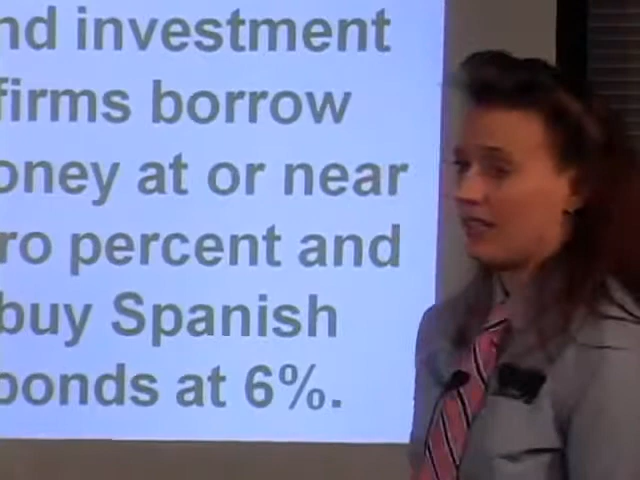 nd investment
firms borrow
oney at or near
ro percent and
buy Spanish
bonds at 6%.